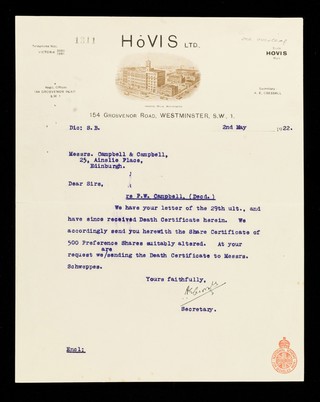 1311
HōVIS LTD.
HOVIS
154 GROSVENOR ROAD, WESTMINSTER, S.W. 1.
Dic: S.B.
2nd May 1922.
Messrs. Campbell & Campbell,
25, Ainslie Place,
Edinburgh.
Dear Sirs,
re P.W. Campbell, (Decd.)
We have your letter of the 29th ult., and
have since received Death Certificate herein. We
accordingly send you herewith the Share Certificate of
500 Preference Shares suitably altered. At your
are
request we/sending the Death Certificate to Messrs.
Schweppes.
Yours faithfully,
Secretary.
Encl: